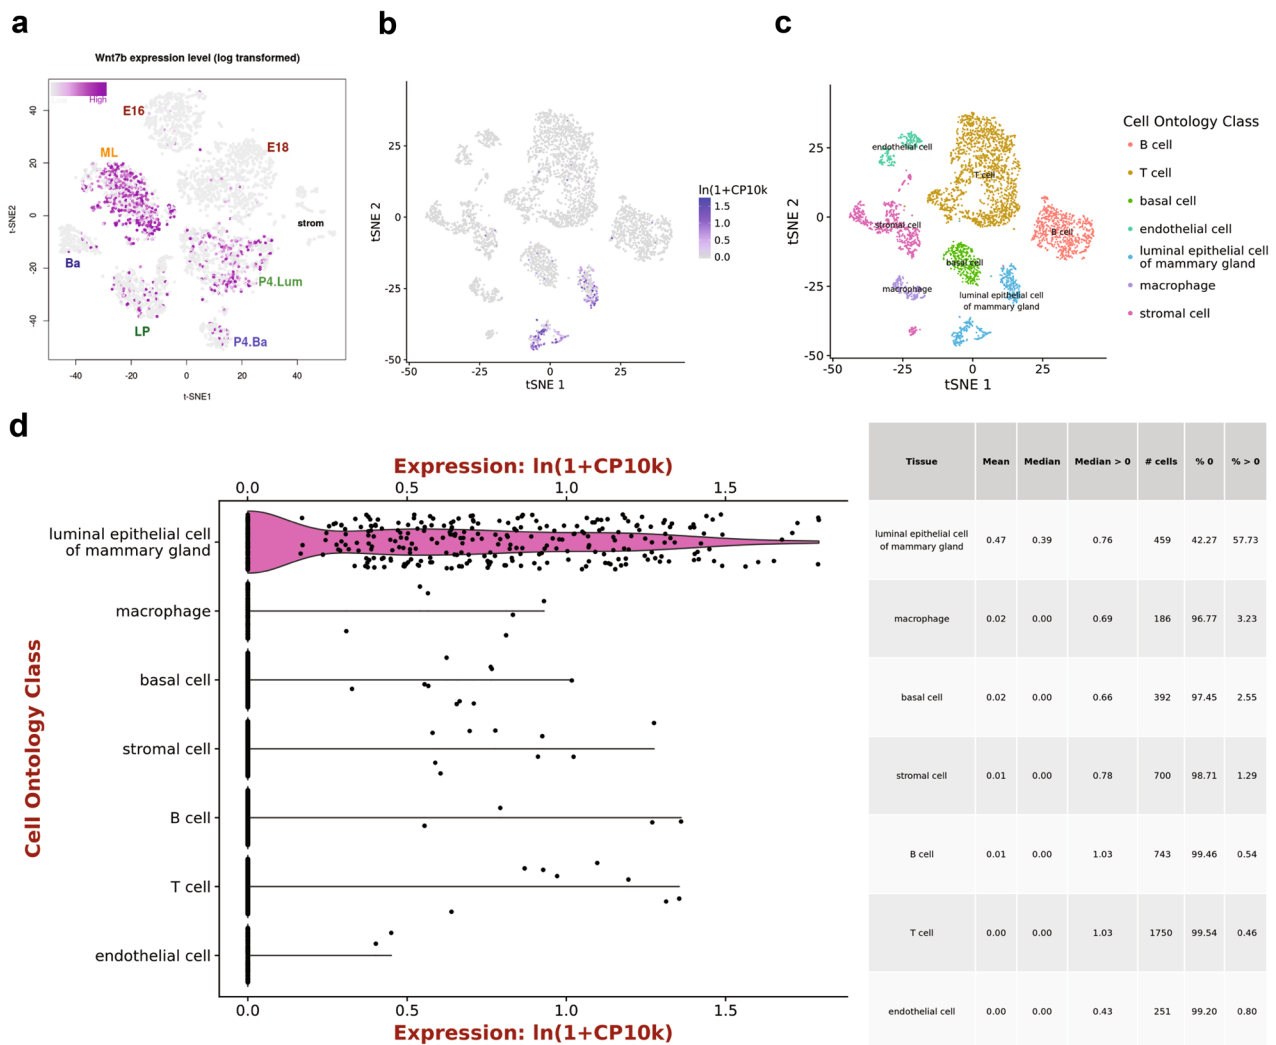 a
Wnt7b expression level (log transformed)
High
E16
E18
ML
strom
Ba
P4.Lum
LP
P4.Ba
t-SNE2
40
20
0
-20
-40
-40
-20
0
20
40
t-SNE1
b
tSNE 2
25
0
-25
-50
-50
-25
0
25
tSNE 1
ln(1+CP10k
1.5
1.0
0.5
0.0
c
tSNE 2
25
0
-25
-50
-50
-25
0
25
tSNE 1
endothelial cell
T cell
stromal cell
B cell
basal cell
macrophage
luminal epithelial cell
of mammary gland
Cell Ontology Class
B cell
T cell
basal cell
endothelial cell
luminal epithelial cell
of mammary gland
macrophage
stromal cell
d
Expression: ln(1+CP10k)
0.0 0.5 1.0 1.5
Cell Ontology Class
luminal epithelial cell
of mammary gland
macrophage
basal cell
stromal cell
B cell
T cell
endothelial cell
0.0 0.5 1.0 1.5
Expression: ln(1+CP10k)
Tissue Mean Median Median > 0 # cells % 0 % > 0
luminal epithelial cell
of mammary gland 0.47 0.39 0.76 459 42.27 57.73
macrophage 0.02 0.00 0.69 186 96.77 3.23
basal cell 0.02 0.00 0.66 392 97.45 2.55
stromal cell 0.01 0.00 0.78 700 98.71 1.29
B cell 0.01 0.00 1.03 743 99.46 0.54
T cell 0.00 0.00 1.03 1750 99.54 0.46
endothelial cell 0.00 0.00 0.43 251 99.20 0.80